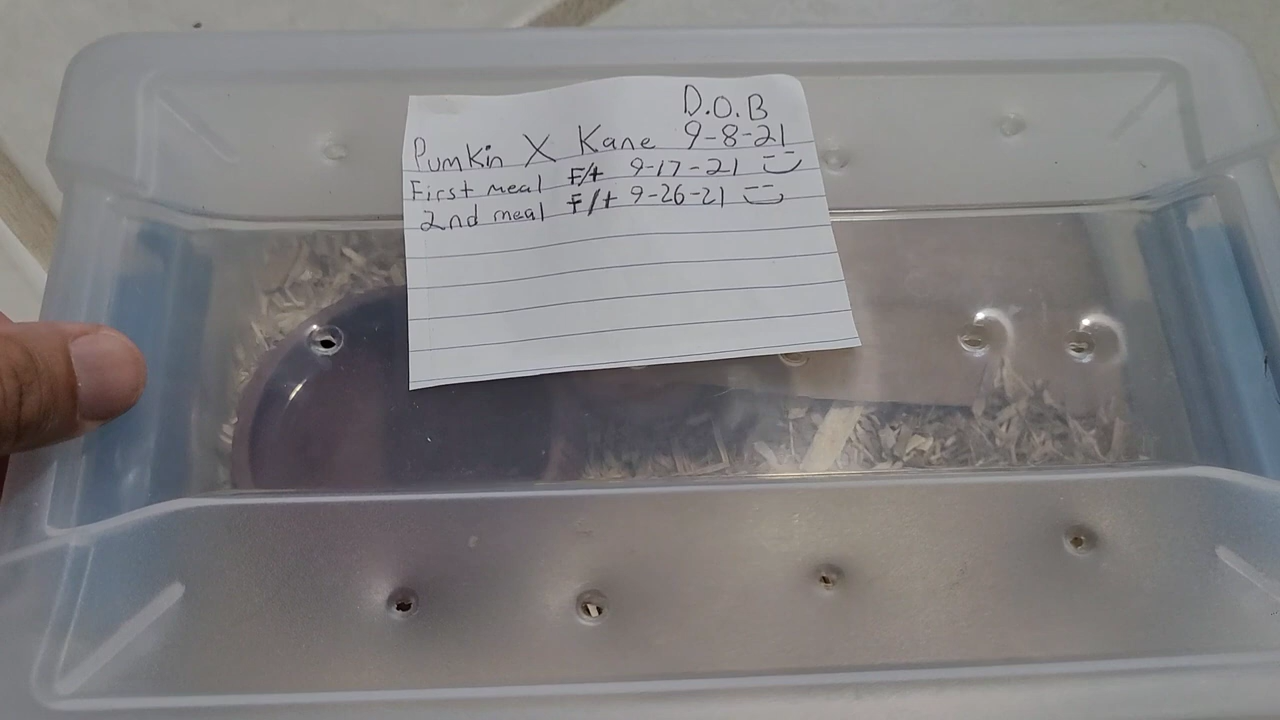 D.O.B
Pumkin X Kane 9-8-21
First meal F/t 9-17-21
2nd meal F/t 9-26-21